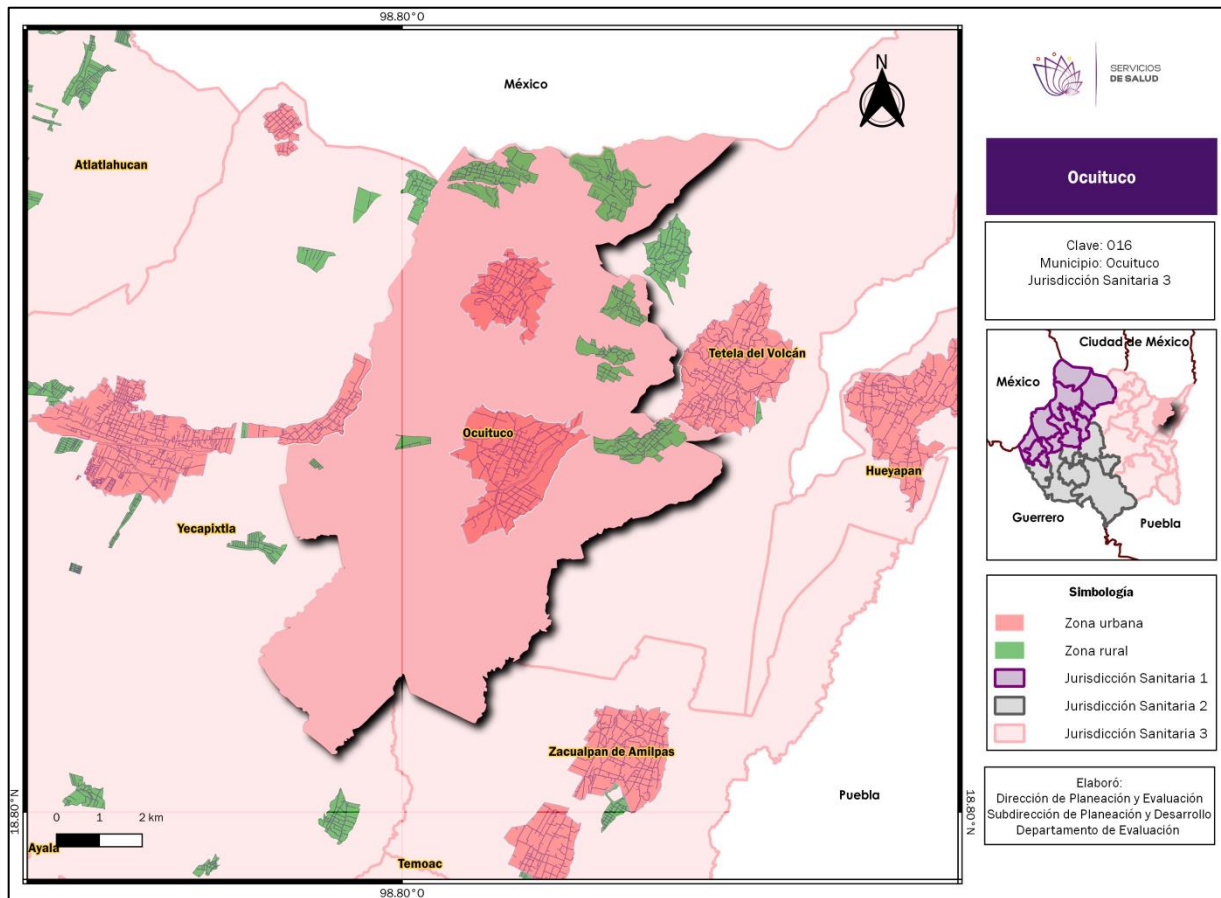 98.80°O
México
N
Atlatlahucan
Tetela del Volcán
Ocuituco
Hueyapan
Yecapixtla
Zacualpan de Amilpas
Puebla
18.80°N
18.80°N
0 1 2 km
Ayala
Temoac
98.80°O
SERVICIOS
DE SALUD
Ocuituco
Clave: 016
Municipio: Ocuituco
Jurisdicción Sanitaria 3
Ciudad de México
México
Guerrero
Puebla
Simbología
Zona urbana
Zona rural
Jurisdicción Sanitaria 1
Jurisdicción Sanitaria 2
Jurisdicción Sanitaria 3
Elaboró:
Dirección de Planeación y Evaluación
Subdirección de Planeación y Desarrollo
Departamento de Evaluación